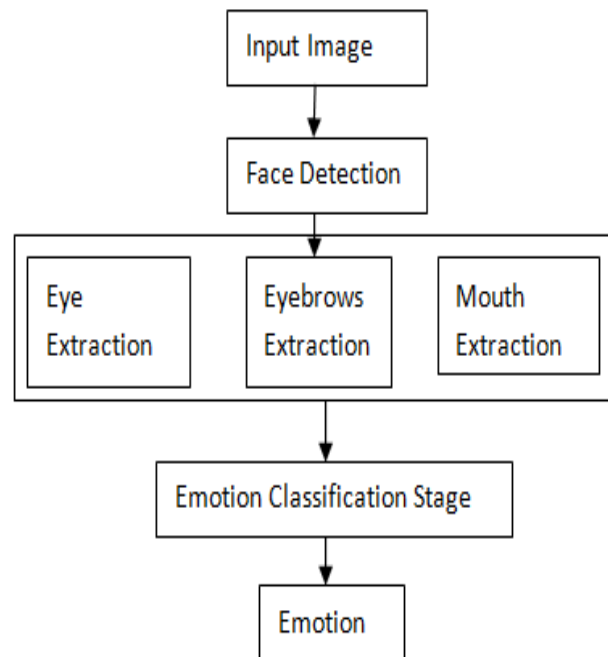 Input Image
Face Detection
Eye
Extraction
Eyebrows
Extraction
Mouth
Extraction
Emotion Classification Stage
Emotion